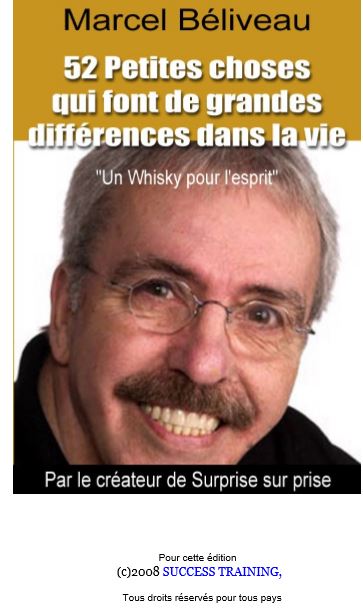 Marcel Béliveau
52 Petites choses
qui font de grandes
différences dans la vie
"Un Whisky pour l'esprit"
Par le créateur de Surprise sur prise
Pour cette édition
(c)2008 SUCCESS TRAINING,
Tous droits réservés pour tous pays